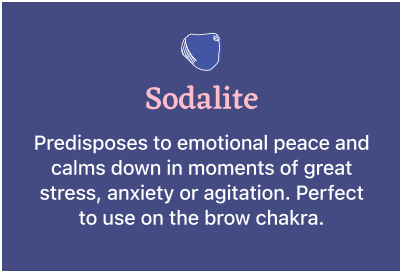 Sodalite
Predisposes to emotional peace and
calms down in moments of great
stress, anxiety or agitation. Perfect
to use on the brow chakra.